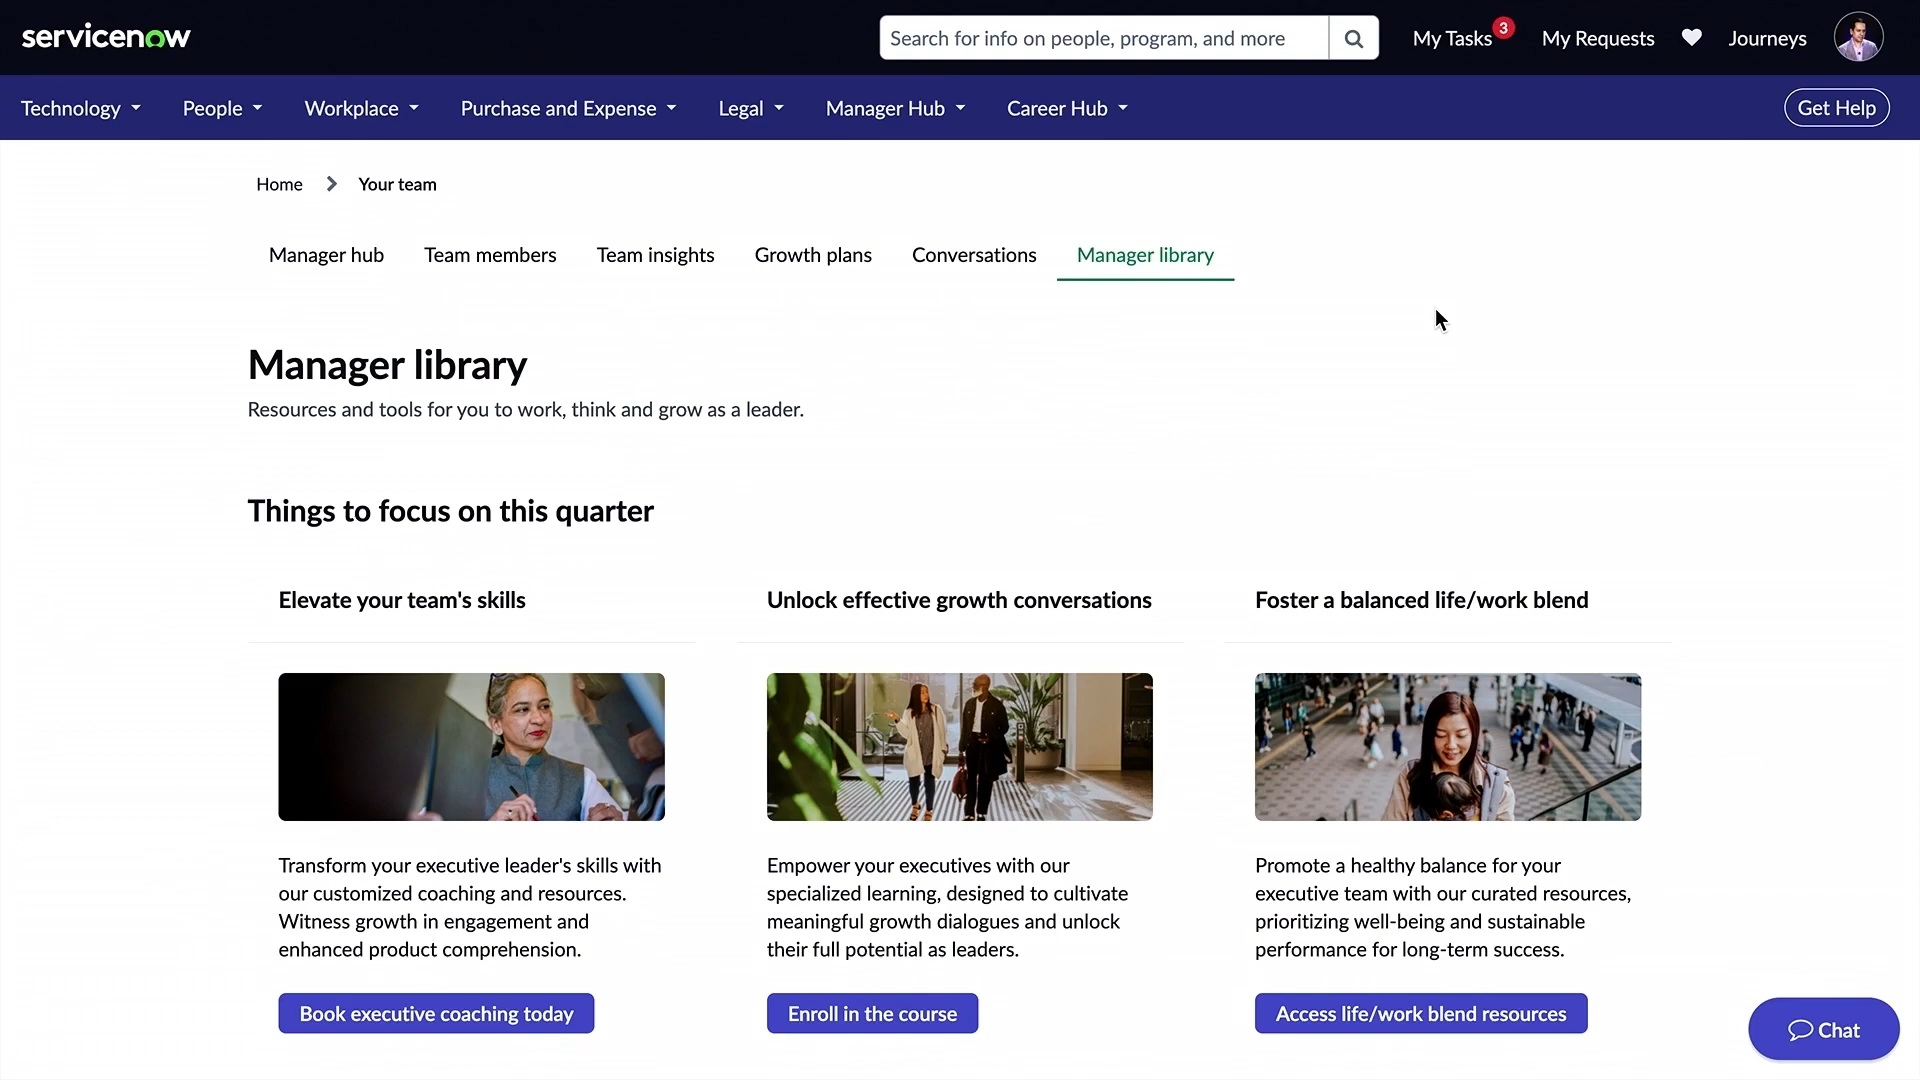 servicenow
Search for info on people, program, and more
My Tasks 3
My Requests
Journeys
Technology
People
Workplace
Purchase and Expense
Legal
Manager Hub
Career Hub
Get Help
Home
Your team
Manager hub
Team members
Team insights
Growth plans
Conversations
Manager library
Manager library
Resources and tools for you to work, think and grow as a leader.
Things to focus on this quarter
Elevate your team's skills
Transform your executive leader's skills with
our customized coaching and resources.
Witness growth in engagement and
enhanced product comprehension.
Book executive coaching today
Unlock effective growth conversations
Empower your executives with our
specialized learning, designed to cultivate
meaningful growth dialogues and unlock
their full potential as leaders.
Enroll in the course
Foster a balanced life/work blend
Promote a healthy balance for your
executive team with our curated resources,
prioritizing well-being and sustainable
performance for long-term success.
Access life/work blend resources
Chat